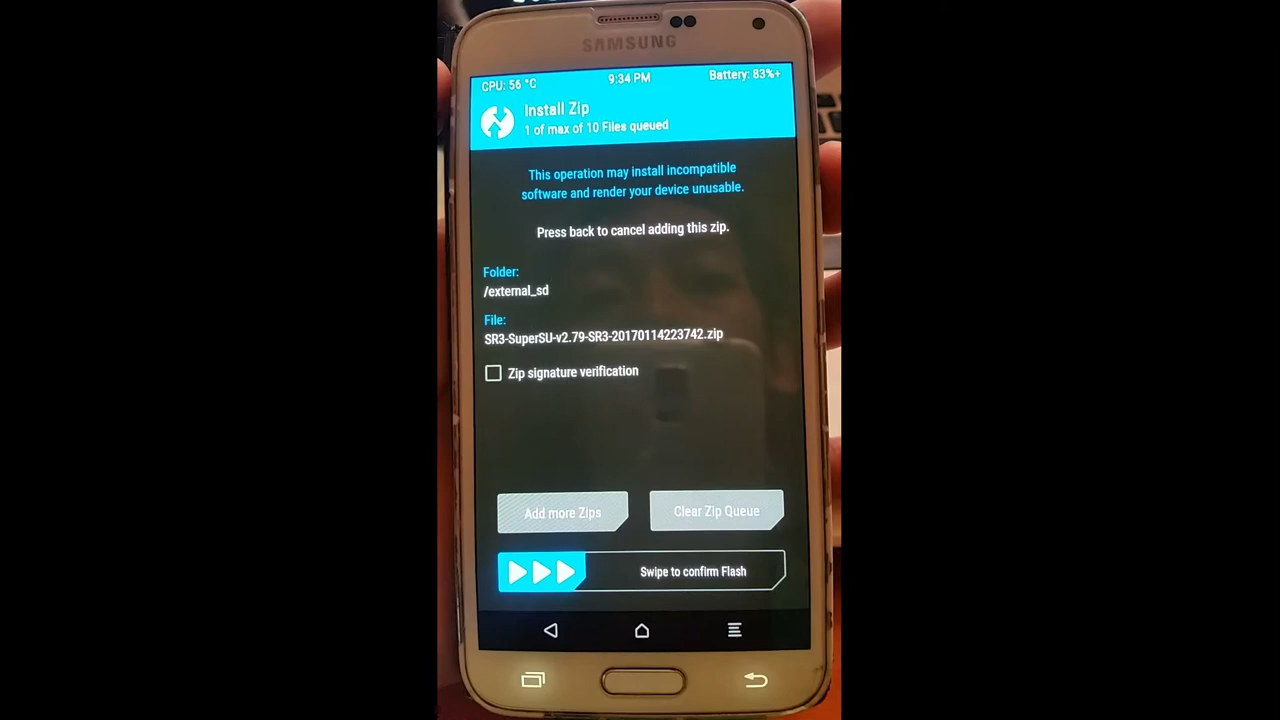 SAMSUNG
CPU: 56 °C 9:34 PM Battery: 83%+
Install Zip
1 of max of 10 Files queued
This operation may install incompatible
software and render your device unusable.
Press back to cancel adding this zip.
Folder:
/external_sd
File:
SR3-SuperSU-v2.79-SR3-20170114223742.zip
Zip signature verification
Add more Zips Clear Zip Queue
Swipe to confirm Flash